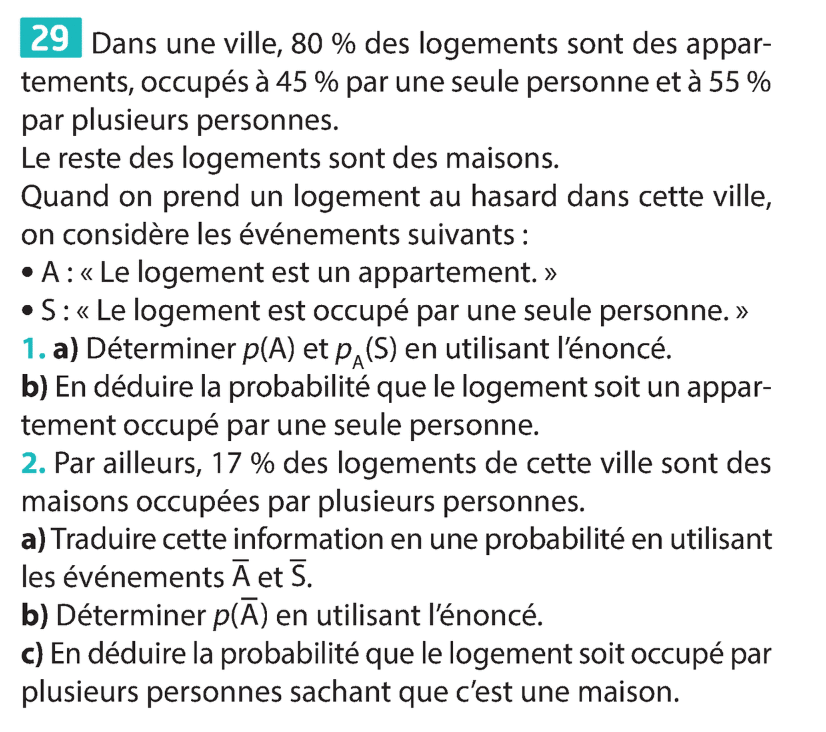 29 Dans une ville, 80 % des logements sont des appar-
tements, occupés à 45 % par une seule personne et à 55 %
par plusieurs personnes.
Le reste des logements sont des maisons.
Quand on prend un logement au hasard dans cette ville,
on considère les événements suivants :
• A : « Le logement est un appartement. »
• S : « Le logement est occupé par une seule personne. »
1. a) Déterminer p(A) et p_A(S) en utilisant l'énoncé.
b) En déduire la probabilité que le logement soit un appar-
tement occupé par une seule personne.
2. Par ailleurs, 17 % des logements de cette ville sont des
maisons occupées par plusieurs personnes.
a) Traduire cette information en une probabilité en utilisant
les événements A̅ et S̅.
b) Déterminer p(A̅) en utilisant l'énoncé.
c) En déduire la probabilité que le logement soit occupé par
plusieurs personnes sachant que c'est une maison.